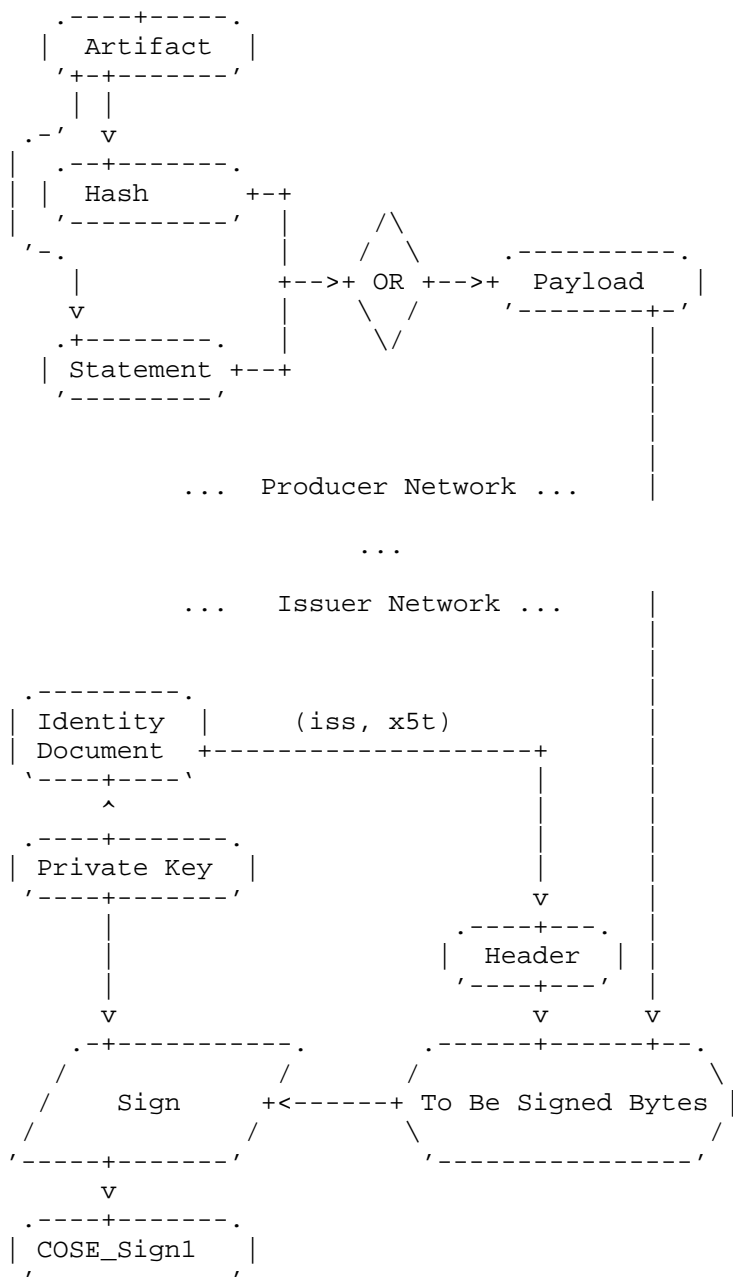 Artifact
Hash
OR
Payload
Statement
... Producer Network ...
...
... Issuer Network ...
Identity (iss, x5t)
Document
Private Key
Header
Sign
To Be Signed Bytes
COSE_Sign1